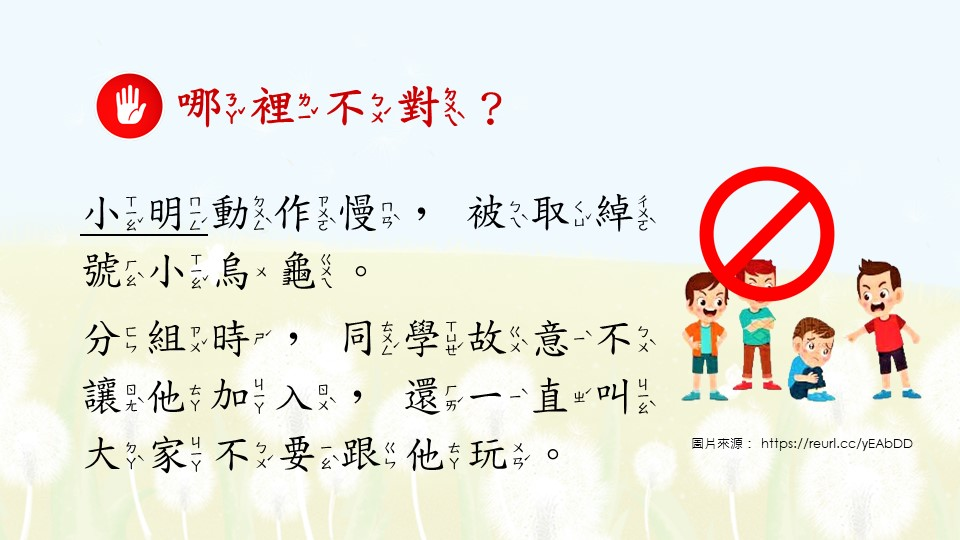 哪裡不對？
小明動作慢，被取綽
號小烏龜。
分組時，同學故意不
讓他加入，還一直叫
大家不要跟他玩。
圖片來源： https://reurl.cc/yEAbDD